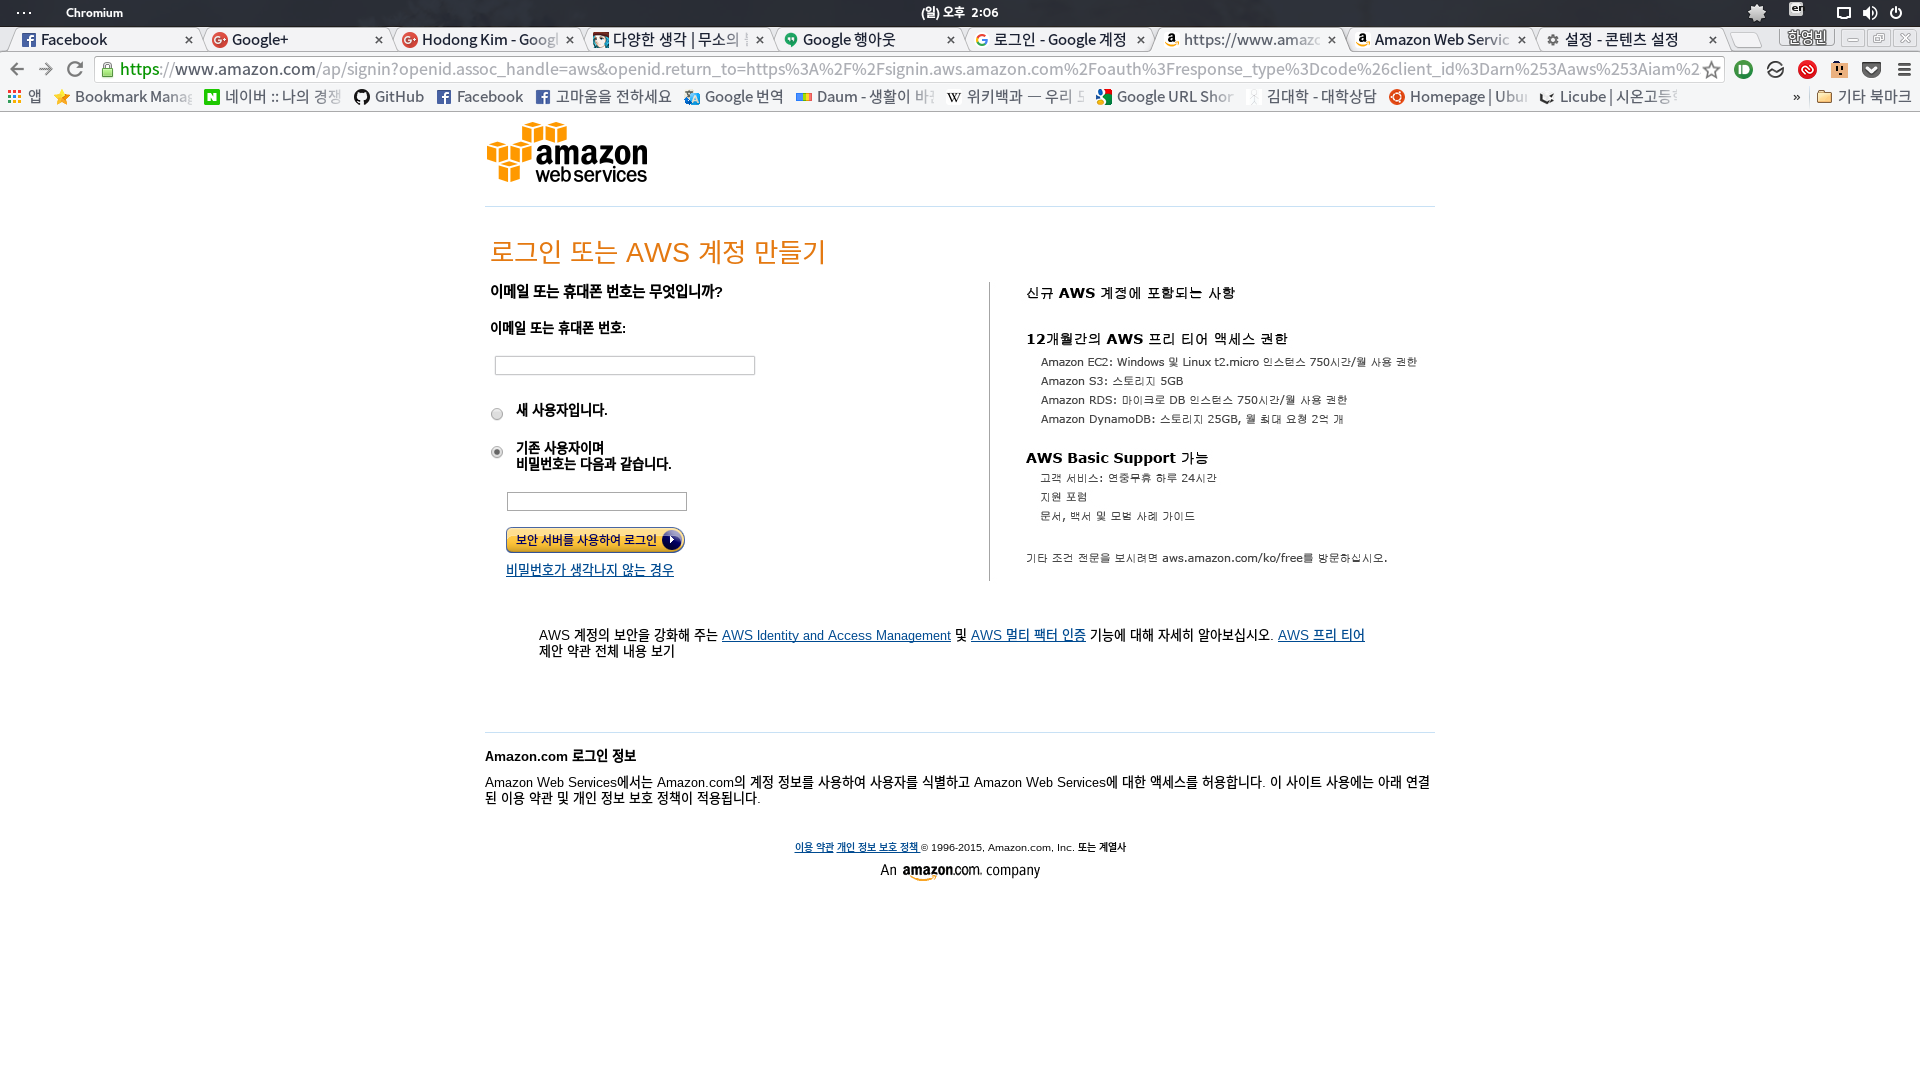 Chromium
(일) 오후 2:06
Facebook
Google+
Hodong Kim - Googl
다양한 생각 | 무소의
Google 행아웃
로그인 - Google 계정
https://www.amazo
Amazon Web Servic
설정 - 콘텐츠 설정
한영빈
https://www.amazon.com/ap/signin?openid.assoc_handle=aws&openid.return_to=https%3A%2F%2Fsignin.aws.amazon.com%2Foauth%3Fresponse_type%3Dcode%26client_id%3Darn%253Aaws%253Aiam%2
앱
Bookmark Manag
네이버 :: 나의 경쟁
GitHub
Facebook
고마움을 전하세요
Google 번역
Daum - 생활이 바
위키백과 — 우리
Google URL Shor
김대학 - 대학상담
Homepage | Ubu
Licube | 시온고등
»
기타 북마크
amazon
web services
로그인 또는 AWS 계정 만들기
이메일 또는 휴대폰 번호는 무엇입니까?
이메일 또는 휴대폰 번호:
새 사용자입니다.
기존 사용자이며
비밀번호는 다음과 같습니다.
보안 서버를 사용하여 로그인
비밀번호가 생각나지 않는 경우
신규 AWS 계정에 포함되는 사항
12개월간의 AWS 프리 티어 액세스 권한
Amazon EC2: Windows 및 Linux t2.micro 인스턴스 750시간/월 사용 권한
Amazon S3: 스토리지 5GB
Amazon RDS: 마이크로 DB 인스턴스 750시간/월 사용 권한
Amazon DynamoDB: 스토리지 25GB, 월 최대 요청 2억 개
AWS Basic Support 가능
고객 서비스: 연중무휴 하루 24시간
지원 포럼
문서, 백서 및 모범 사례 가이드
기타 조건 전문을 보시려면 aws.amazon.com/ko/free를 방문하십시오.
AWS 계정의 보안을 강화해 주는 AWS Identity and Access Management 및 AWS 멀티 팩터 인증 기능에 대해 자세히 알아보십시오. AWS 프리 티어
제안 약관 전체 내용 보기
Amazon.com 로그인 정보
Amazon Web Services에서는 Amazon.com의 계정 정보를 사용하여 사용자를 식별하고 Amazon Web Services에 대한 액세스를 허용합니다. 이 사이트 사용에는 아래 연결
된 이용 약관 및 개인 정보 보호 정책이 적용됩니다.
이용 약관 개인 정보 보호 정책 © 1996-2015, Amazon.com, Inc. 또는 계열사
An amazon.com. company